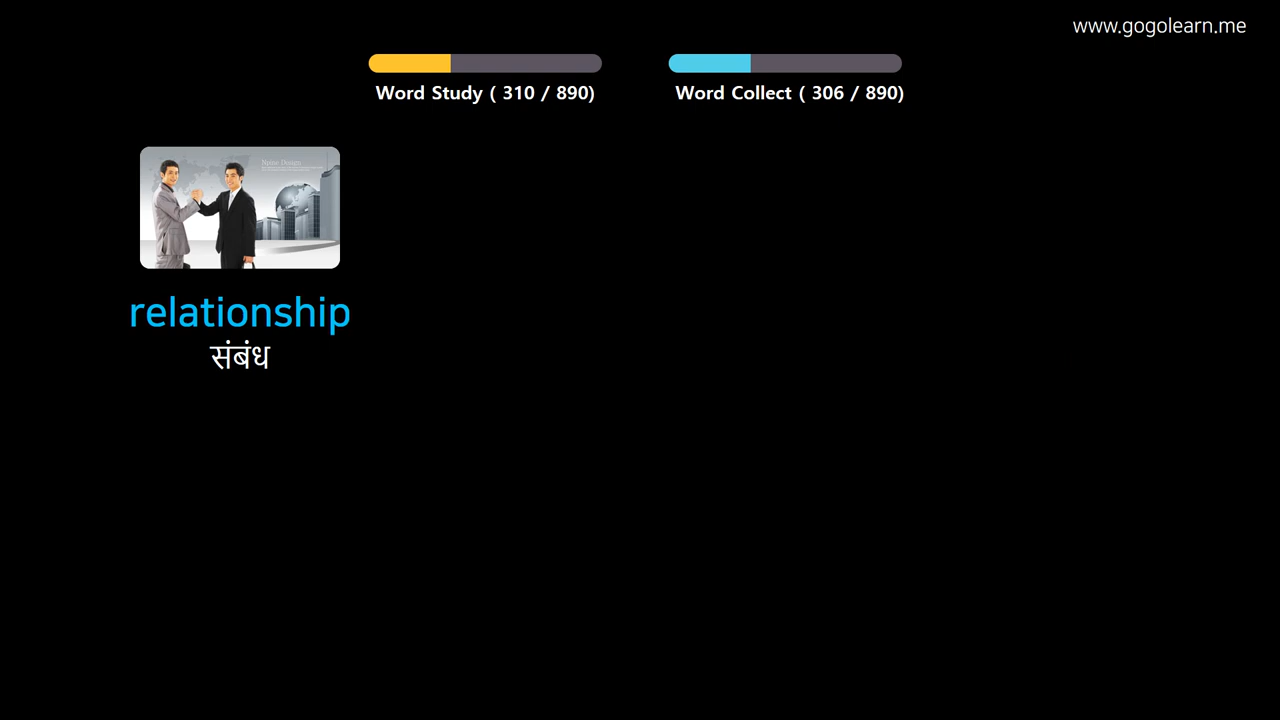 www.gogolearn.me
Word Study ( 310 / 890)
Word Collect ( 306 / 890)
relationship
संबंध